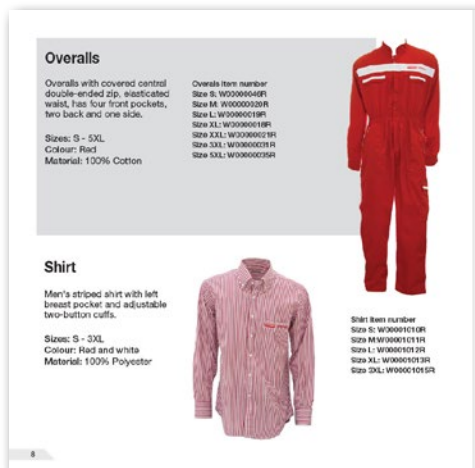 Overalls
Overalls with covered central
double-ended zip, elasticated
waist, has four front pockets,
two back and one side.
Sizes: S - 5XL
Colour: Red
Material: 100% Cotton
Overalls item number
Size S: W00000046R
Size M: W00000020R
Size L: W00000019R
Size XL: W00000018R
Size XXL: W00000021R
Size 3XL: W00000031R
Size 5XL: W00000035R
Shirt
Men's striped shirt with left
breast pocket and adjustable
two-button cuffs.
Sizes: S - 3XL
Colour: Red and white
Material: 100% Polyester
Shirt item number
Size S: W00001010R
Size M:W00001011R
Size L: W00001012R
Size XL: W00001013R
Size 3XL: W00001015R
8